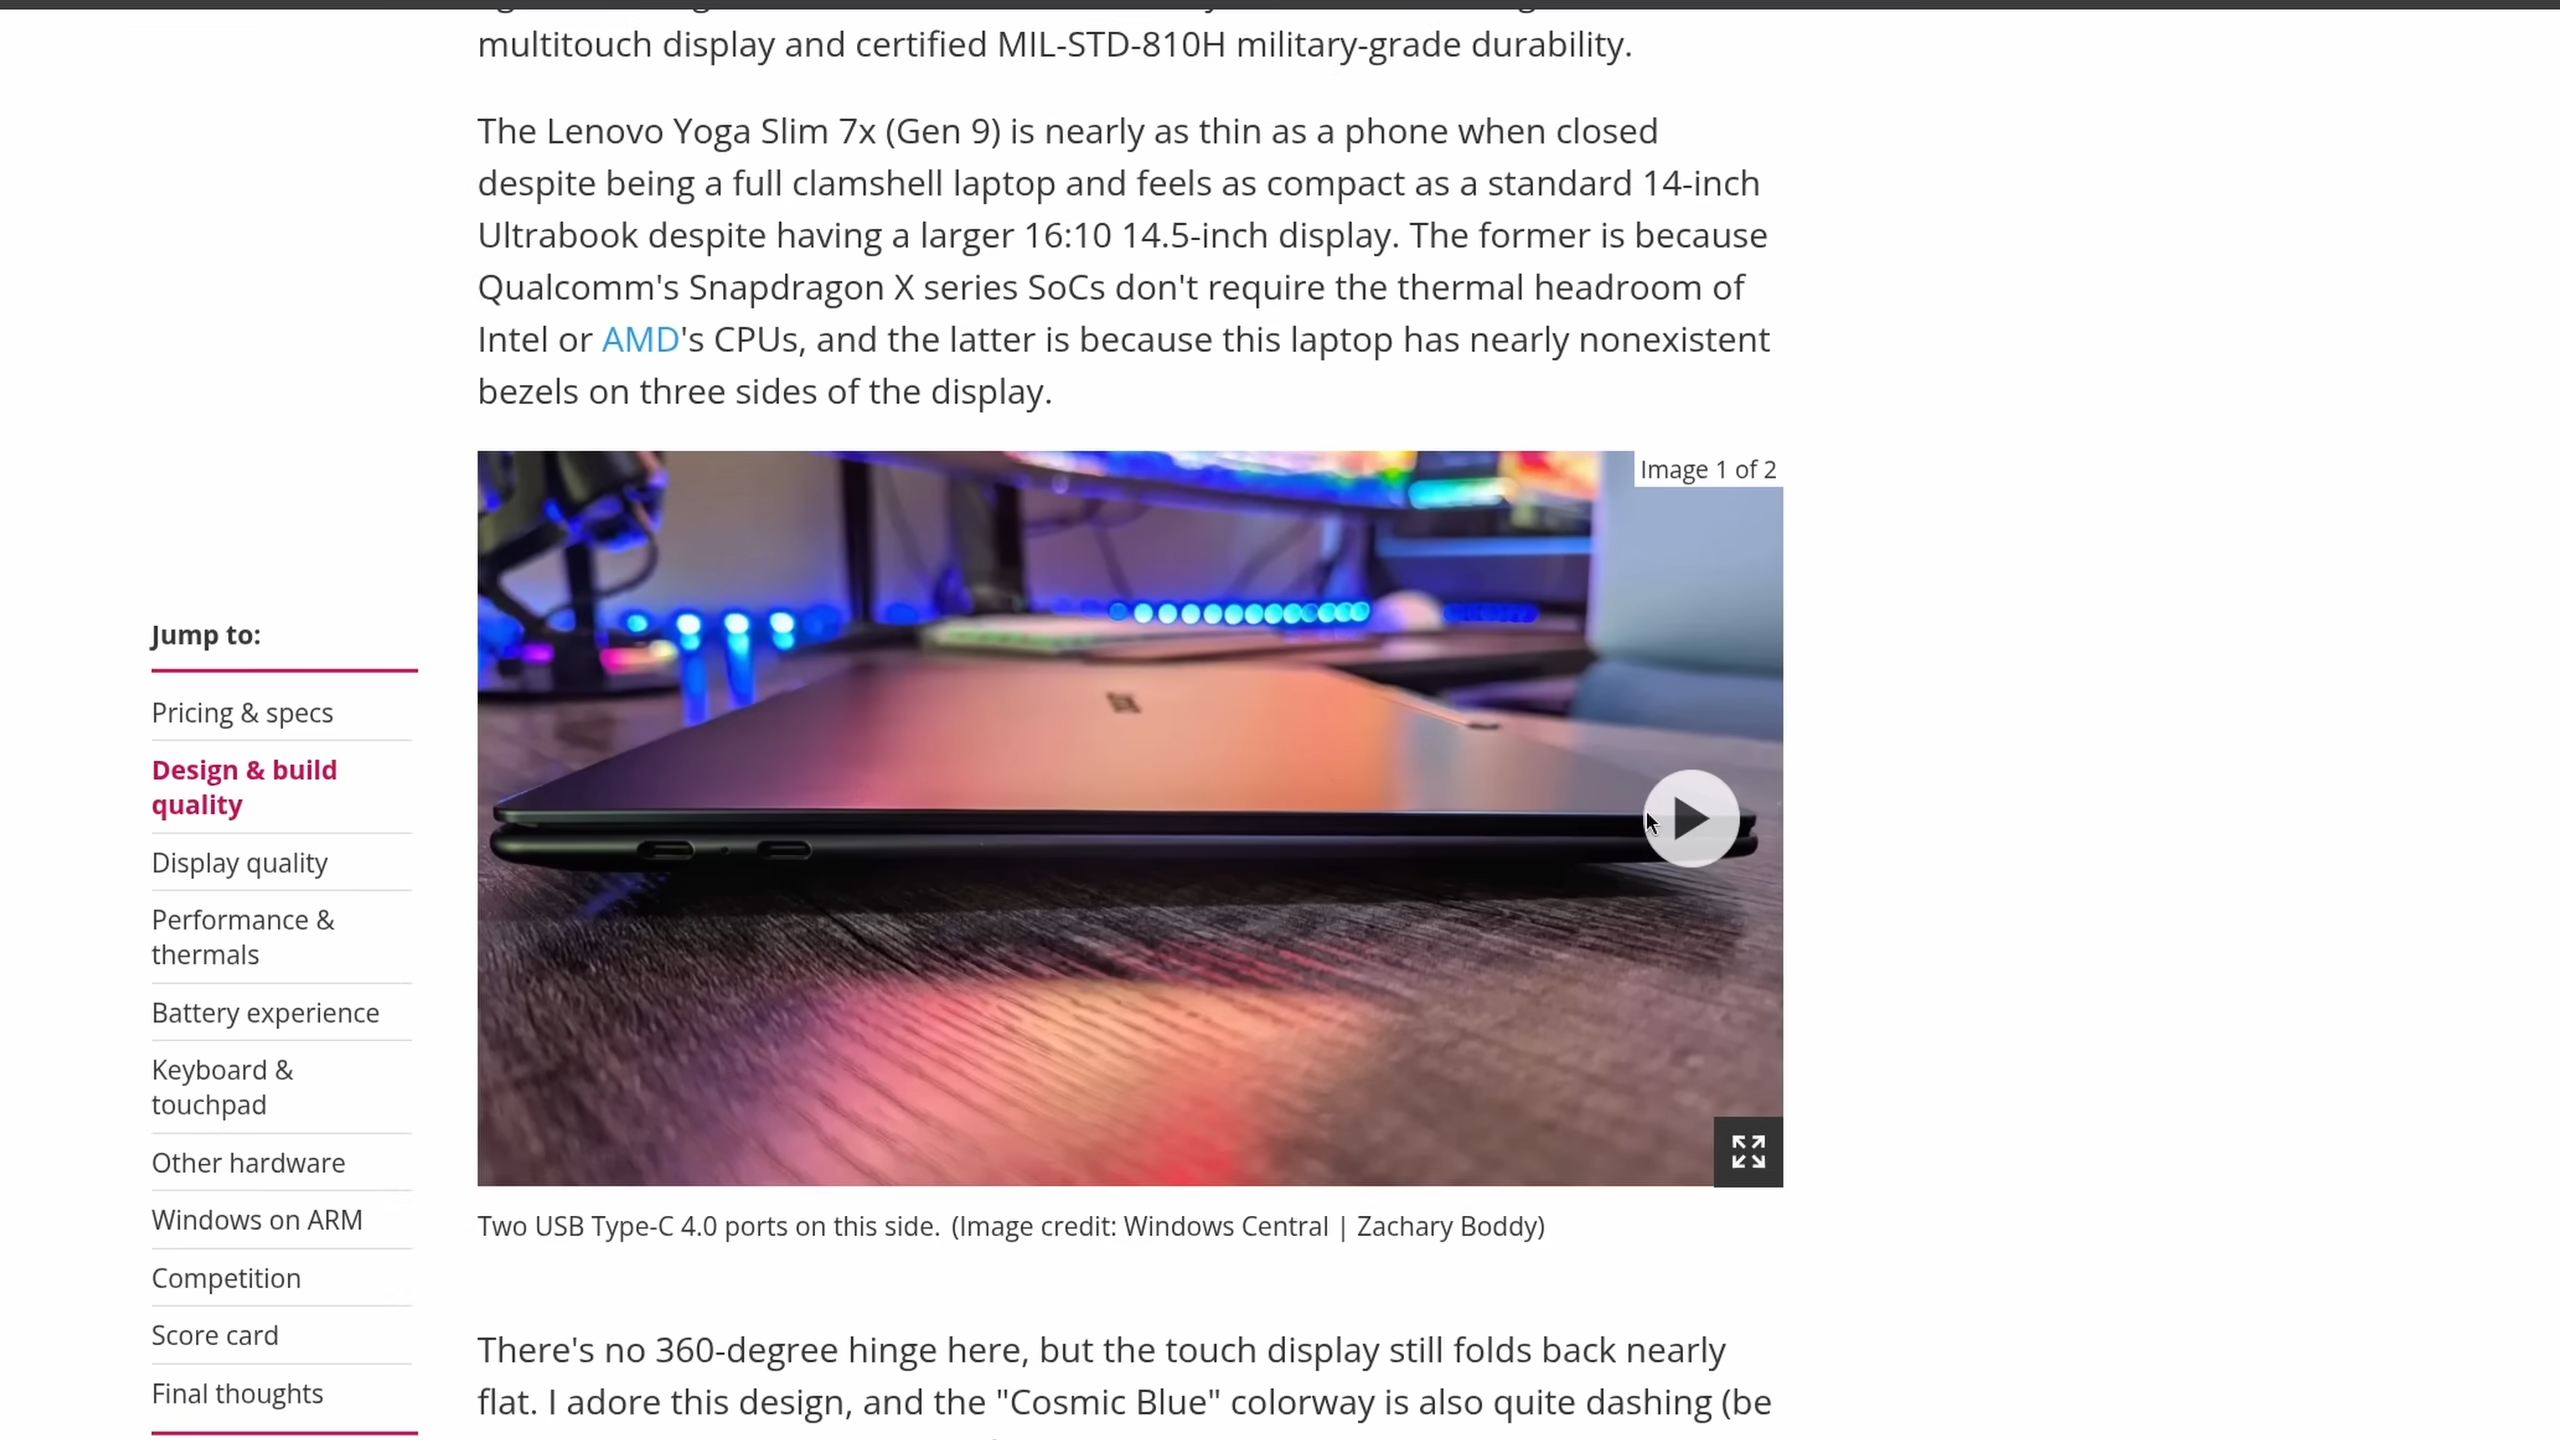 multitouch display and certified MIL-STD-810H military-grade durability.
The Lenovo Yoga Slim 7x (Gen 9) is nearly as thin as a phone when closed
despite being a full clamshell laptop and feels as compact as a standard 14-inch
Ultrabook despite having a larger 16:10 14.5-inch display. The former is because
Qualcomm's Snapdragon X series SoCs don't require the thermal headroom of
Intel or AMD's CPUs, and the latter is because this laptop has nearly nonexistent
bezels on three sides of the display.
Image 1 of 2
Jump to:
Pricing & specs
Design & build
quality
Display quality
Performance &
thermals
Battery experience
Keyboard &
touchpad
Other hardware
Windows on ARM
Competition
Score card
Final thoughts
Two USB Type-C 4.0 ports on this side. (Image credit: Windows Central | Zachary Boddy)
There's no 360-degree hinge here, but the touch display still folds back nearly
flat. I adore this design, and the "Cosmic Blue" colorway is also quite dashing (be